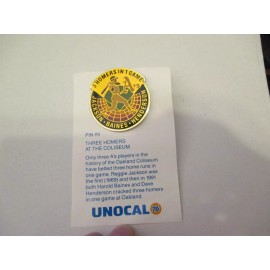 3 HOMERS IN 1 GAME
JACKSON • BAINES • HENDERSON
PIN #5
THREE HOMERS
AT THE COLISEUM
Only three A's players in the
history of the Oakland Coliseum
have belted three home runs in
one game. Reggie Jackson was
the first (1969) and then in 1991
both Harold Baines and Dave
Henderson cracked three homers
in one game at Oakland.
UNOCAL 76